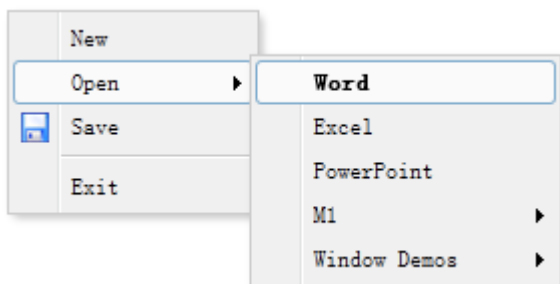 New
Open
Save
Exit
Word
Excel
PowerPoint
M1
Window Demos